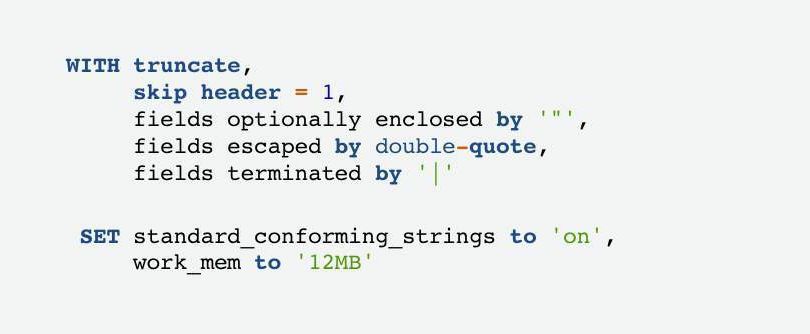 WITH truncate,
skip header = 1,
fields optionally enclosed by '"',
fields escaped by double-quote,
fields terminated by '|'
SET standard_conforming_strings to 'on',
work_mem to '12MB'